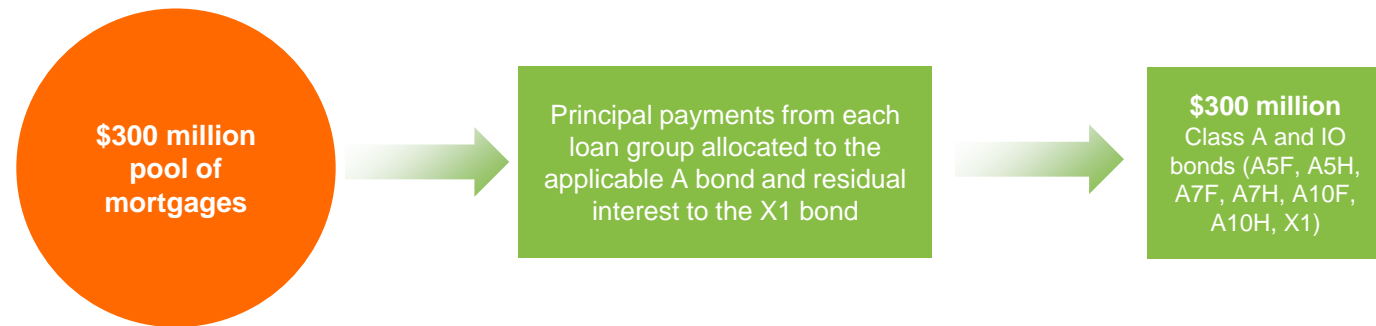 $300 million
pool of
mortgages
Principal payments from each
loan group allocated to the
applicable A bond and residual
interest to the X1 bond
$300 million
Class A and IO
bonds (A5F, A5H,
A7F, A7H, A10F,
A10H, X1)